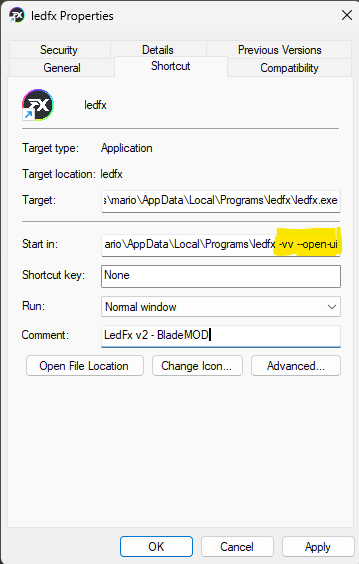 ledfx Properties
Security Details Previous Versions
General Shortcut Compatibility
ledfx
Target type: Application
Target location: ledfx
Target: s\mario\AppData\Local\Programs\ledfx\ledfx.exe
Start in: ario\AppData\Local\Programs\ledfx -vv --open-ui
Shortcut key: None
Run: Normal window
Comment: LedFx v2 - BladeMOD
Open File Location Change Icon... Advanced...
OK Cancel Apply